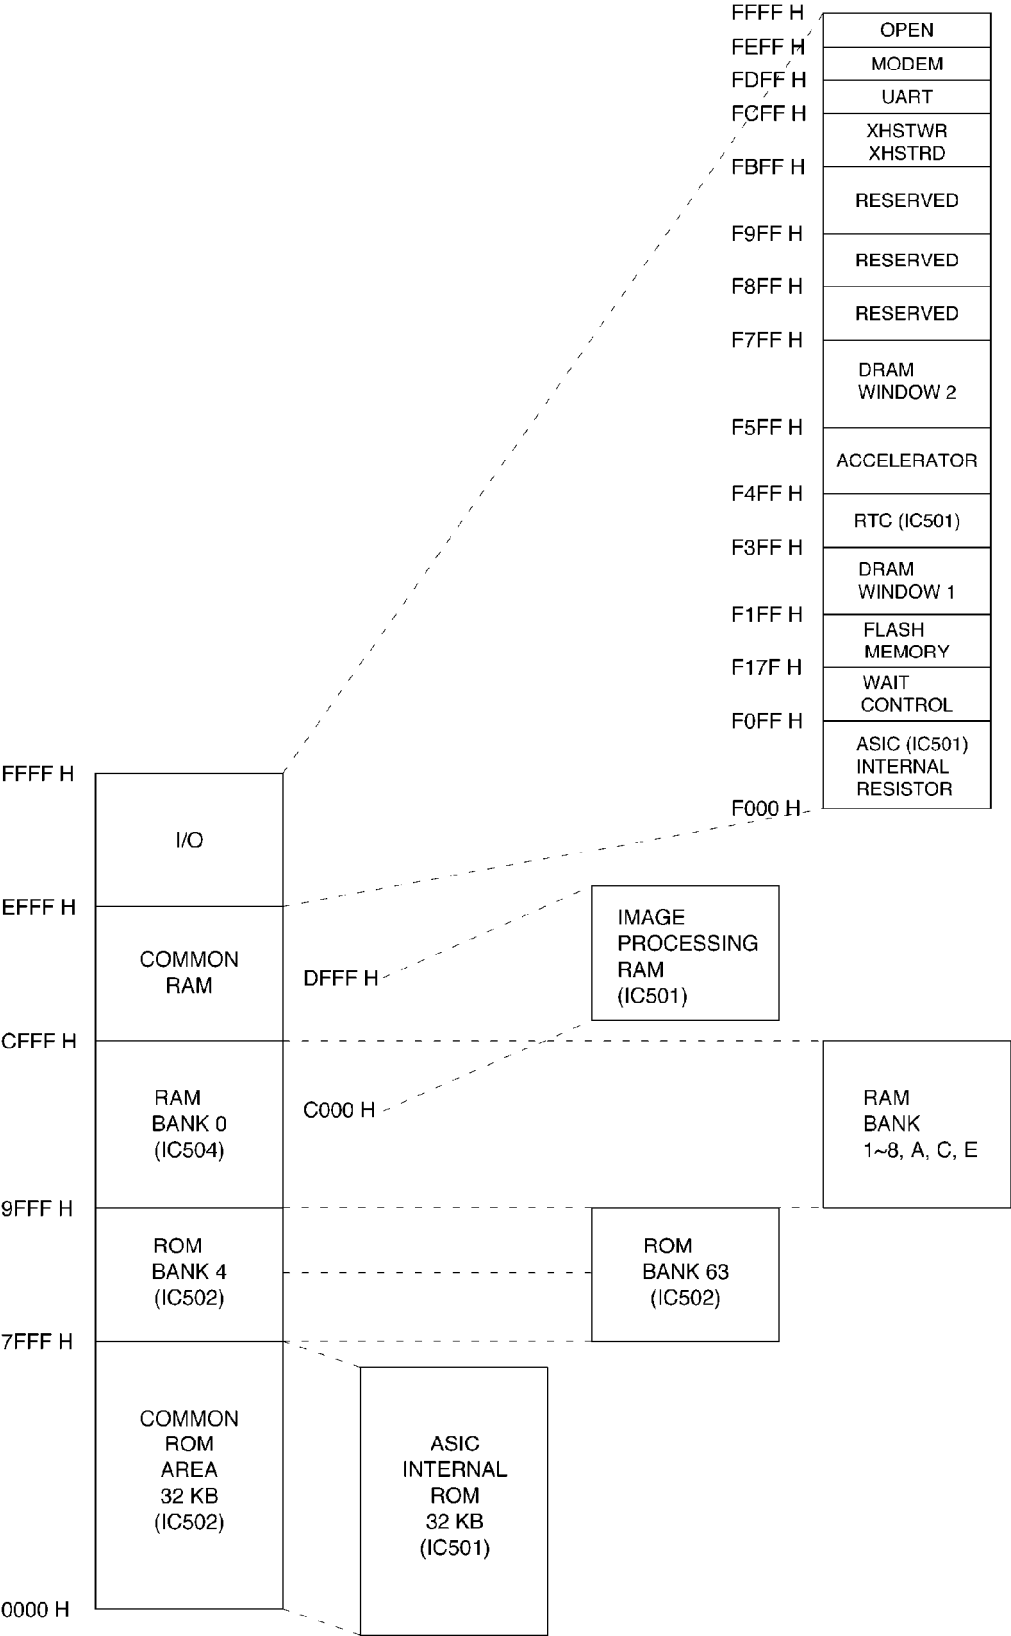 FFFF H
OPEN
FEFF H
MODEM
FDFF H
UART
FCFF H
XHSTWR
XHSTRD
FBFF H
RESERVED
F9FF H
RESERVED
F8FF H
RESERVED
F7FF H
DRAM
WINDOW 2
F5FF H
ACCELERATOR
F4FF H
RTC (IC501)
F3FF H
DRAM
WINDOW 1
F1FF H
FLASH
MEMORY
F17F H
WAIT
CONTROL
F0FF H
ASIC (IC501)
INTERNAL
RESISTOR
F000 H
FFFF H
I/O
EFFF H
COMMON
RAM
DFFF H
IMAGE
PROCESSING
RAM
(IC501)
CFFF H
RAM
BANK 0
(IC504)
C000 H
RAM
BANK
1~8, A, C, E
9FFF H
ROM
BANK 4
(IC502)
ROM
BANK 63
(IC502)
7FFF H
COMMON
ROM
AREA
32 KB
(IC502)
ASIC
INTERNAL
ROM
32 KB
(IC501)
0000 H